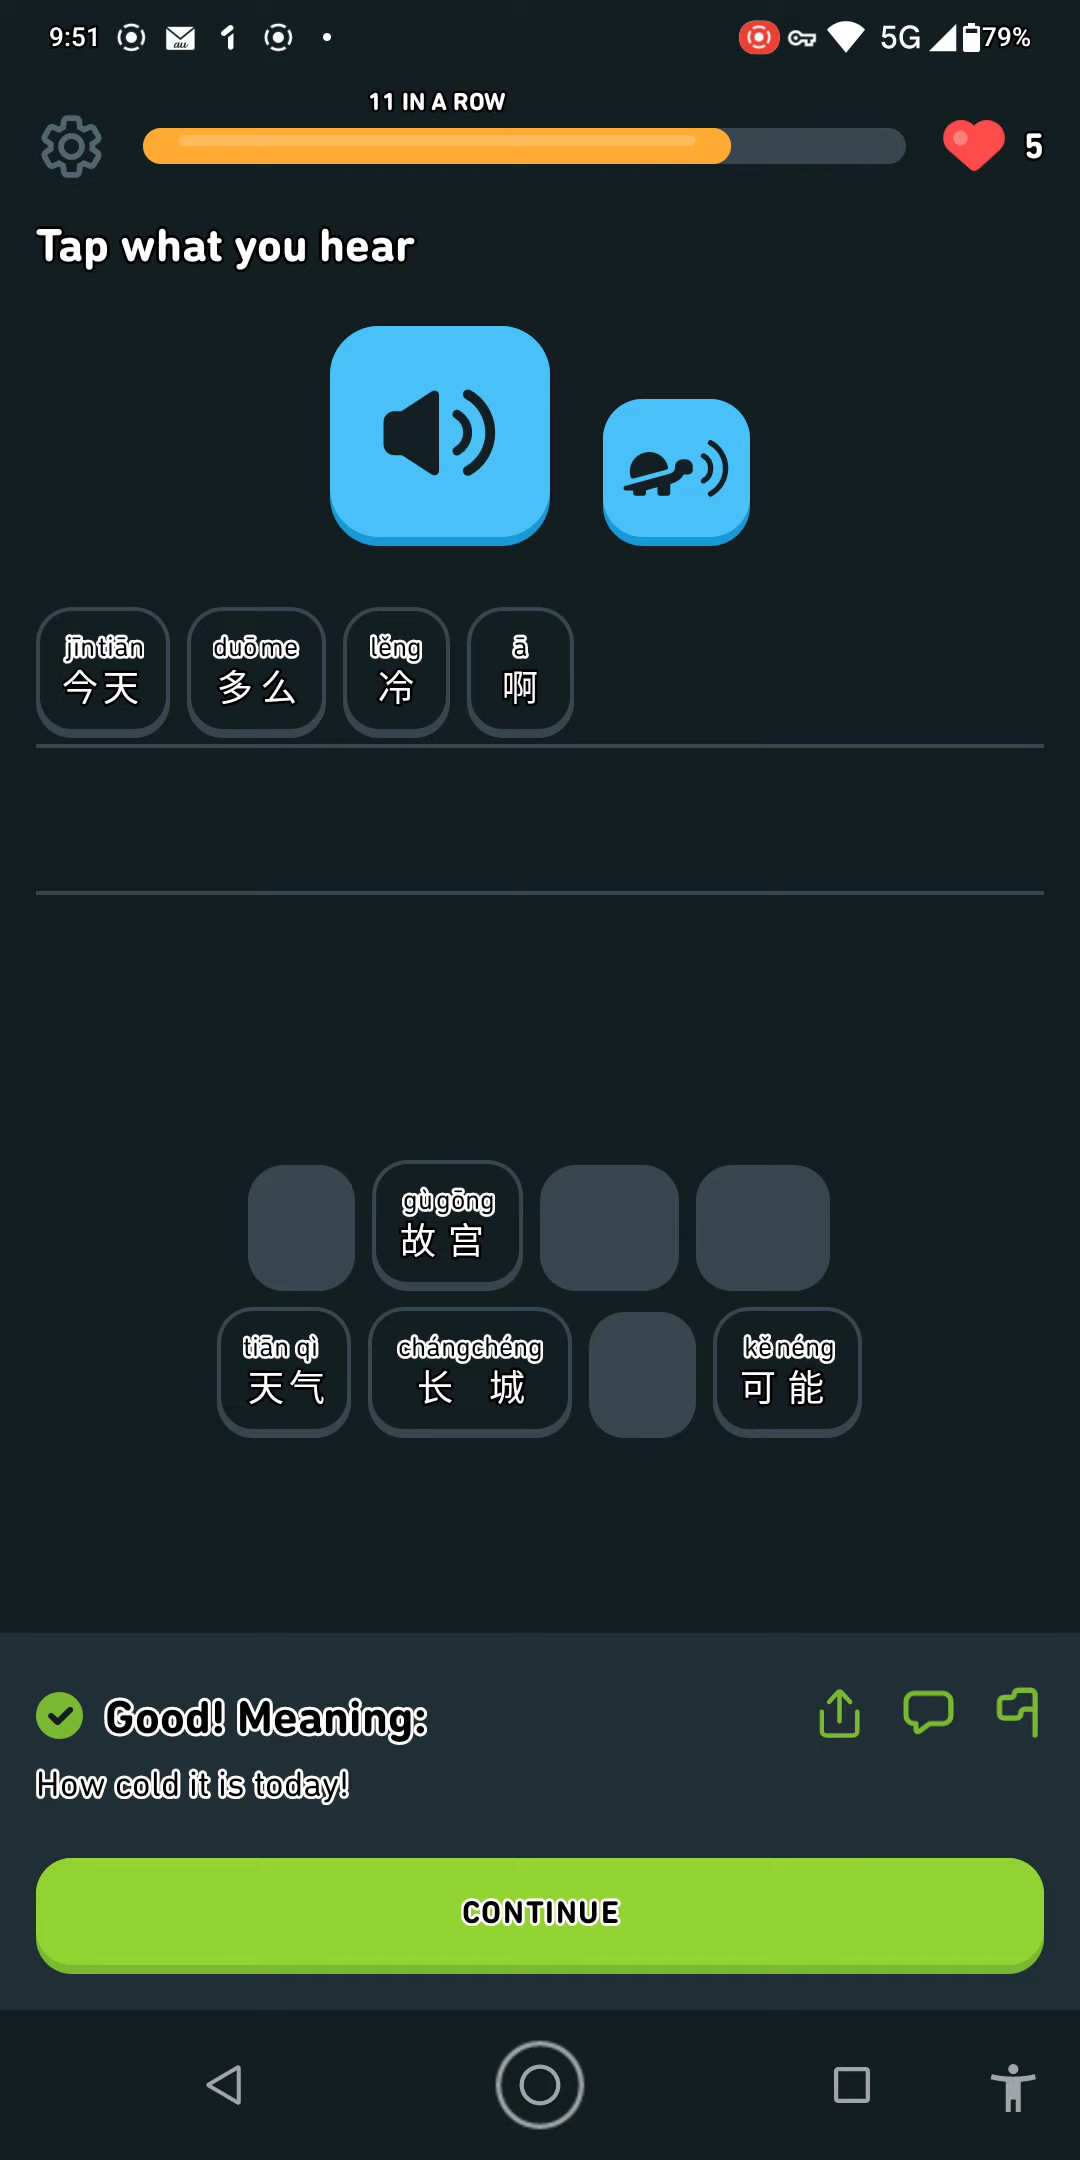 9:51 au 5G 79%
11 IN A ROW
5
Tap what you hear
jīntiān duōme lěng ā
今天 多么 冷 啊
gùgōng
故宫
tiān qì chángchéng kěnéng
天气 长城 可能
Good! Meaning:
How cold it is today!
CONTINUE